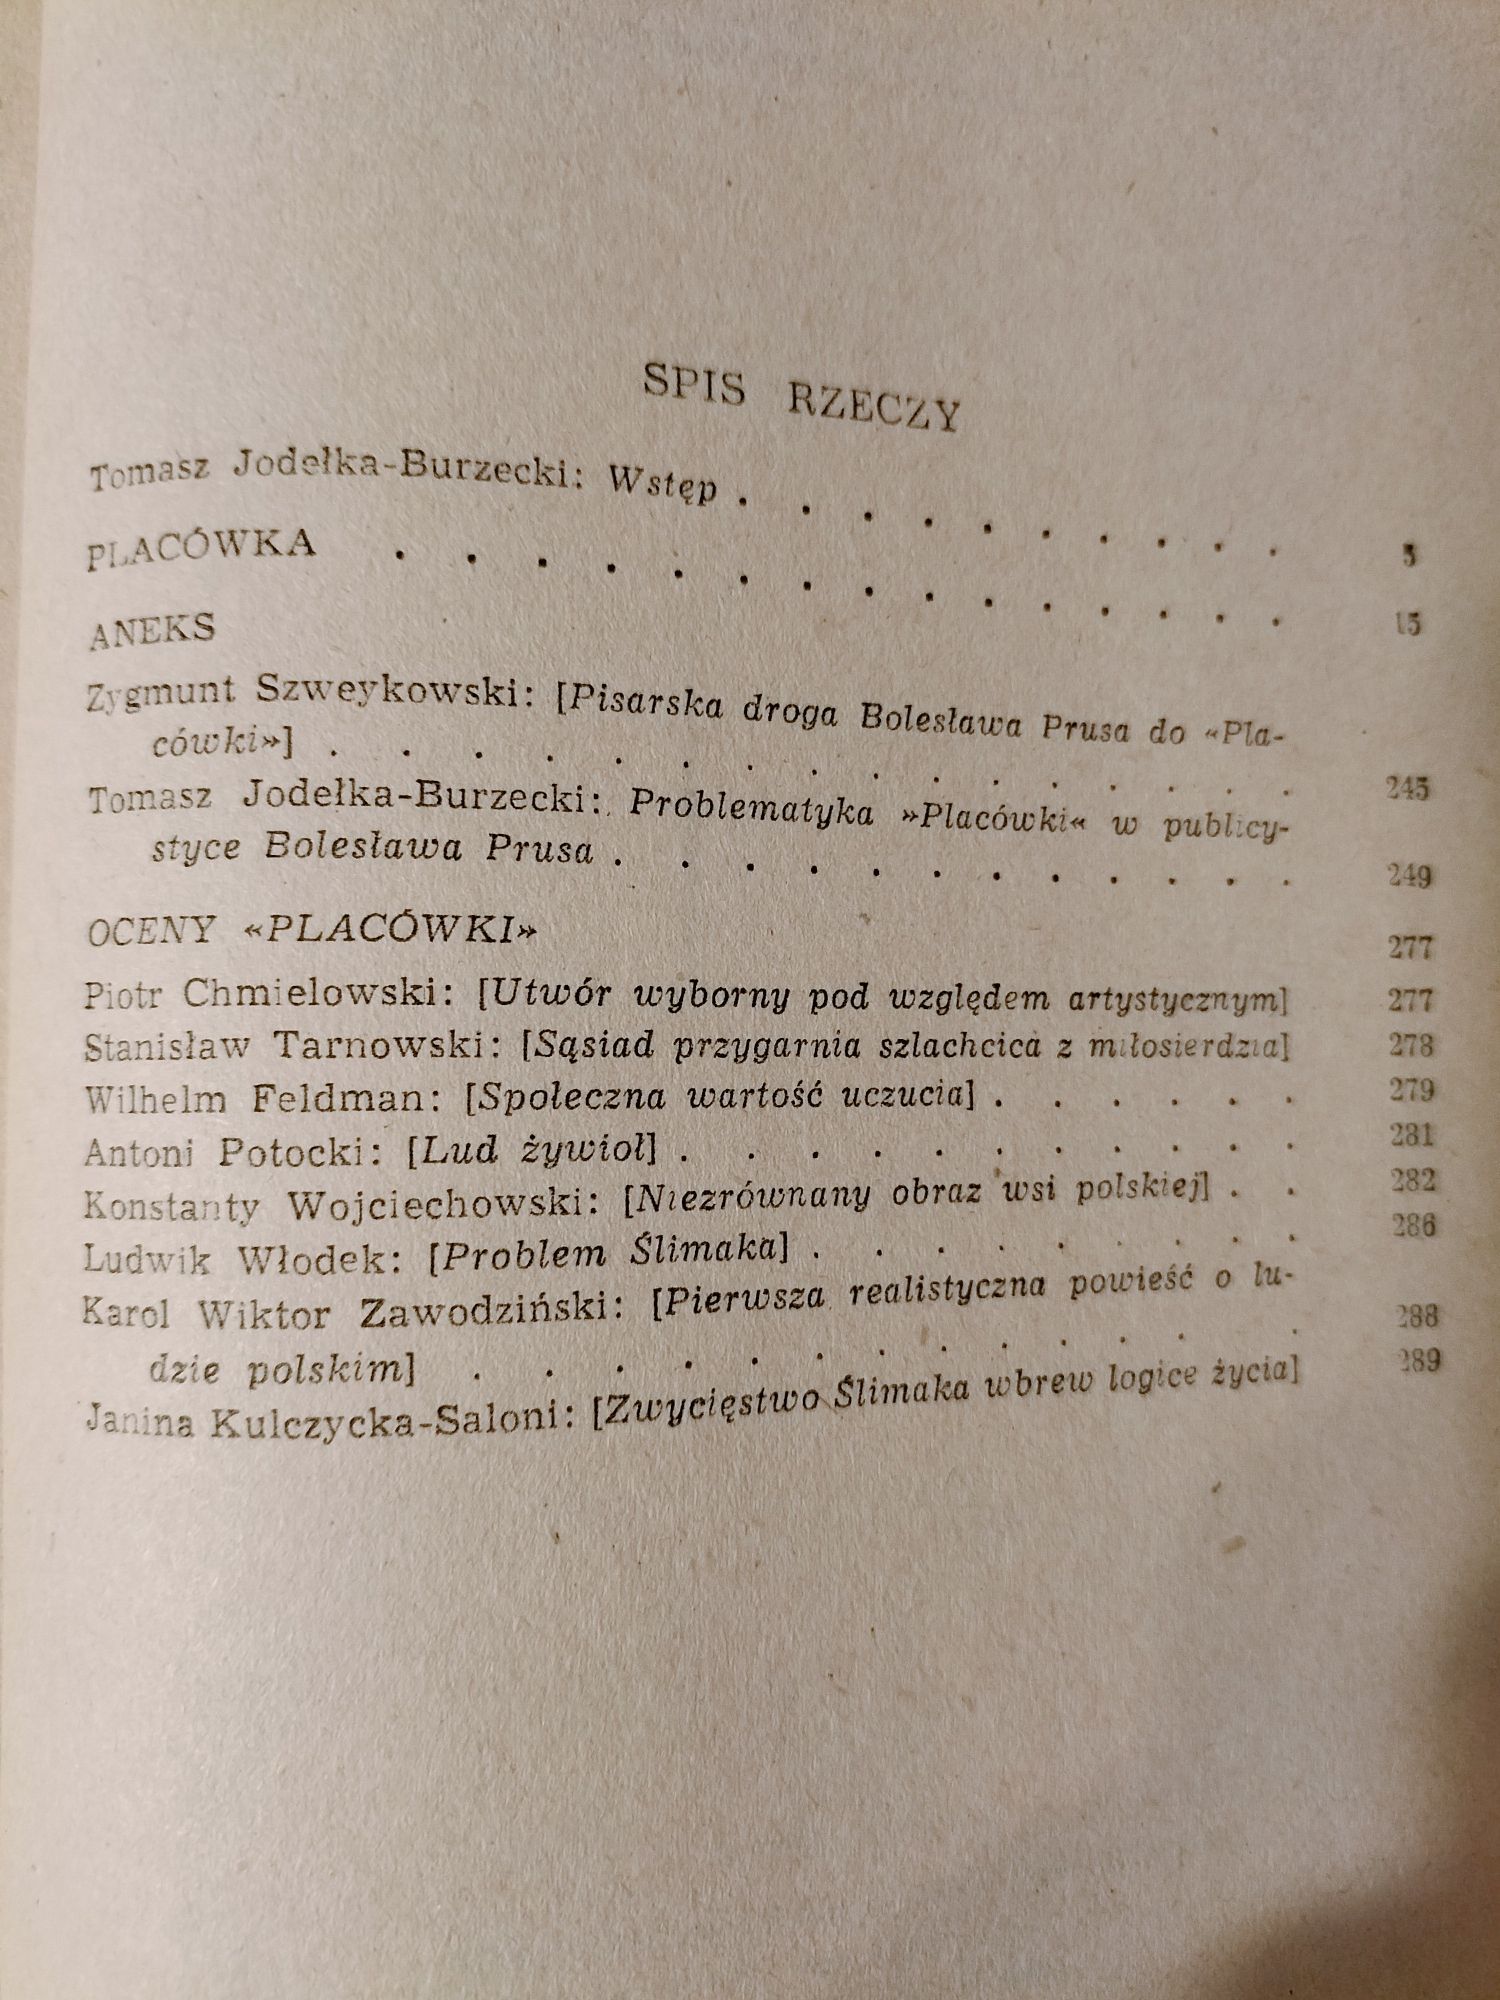 SPIS RZECZY
Tomasz Jodełka-Burzecki: Wstęp . . . . . . . . . . 5
PLACÓWKA . . . . . . . . . . . . . . 15
ANEKS
Zygmunt Szweykowski: [Pisarska droga Bolesława Prusa do «Pla-
cówki»] . . . . . . . . . . . . . . . 245
Tomasz Jodełka-Burzecki: Problematyka »Placówki« w publicy-
styce Bolesława Prusa . . . . . . . . . . . 249
OCENY «PLACÓWKI» 277
Piotr Chmielowski: [Utwór wyborny pod względem artystycznym] 277
Stanisław Tarnowski: [Sąsiad przygarnia szlachcica z miłosierdzia] 278
Wilhelm Feldman: [Społeczna wartość uczucia] . . . . . . 279
Antoni Potocki: [Lud żywioł] . . . . . . . . . . . 281
Konstanty Wojciechowski: [Niezrównany obraz wsi polskiej] . . 282
Ludwik Włodek: [Problem Ślimaka] . . . . . . . . . 286
Karol Wiktor Zawodziński: [Pierwsza realistyczna powieść o lu-
dzie polskim] . . . . . . . . . . . . . 288
Janina Kulczycka-Saloni: [Zwycięstwo Ślimaka wbrew logice życia] 289